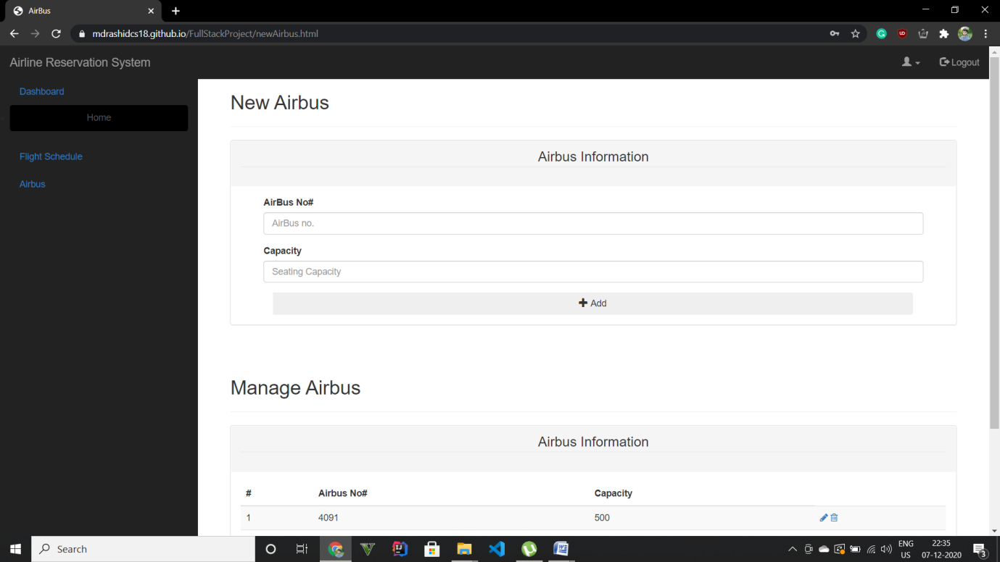 AirBus
mdrashidcs18.github.io/FullStackProject/newAirbus.html
Airline Reservation System
Logout
Dashboard
Home
Flight Schedule
Airbus
New Airbus
Airbus Information
AirBus No#
AirBus no.
Capacity
Seating Capacity
Add
Manage Airbus
Airbus Information
# Airbus No# Capacity
1 4091 500
Search
ENG
US
22:35
07-12-2020
3